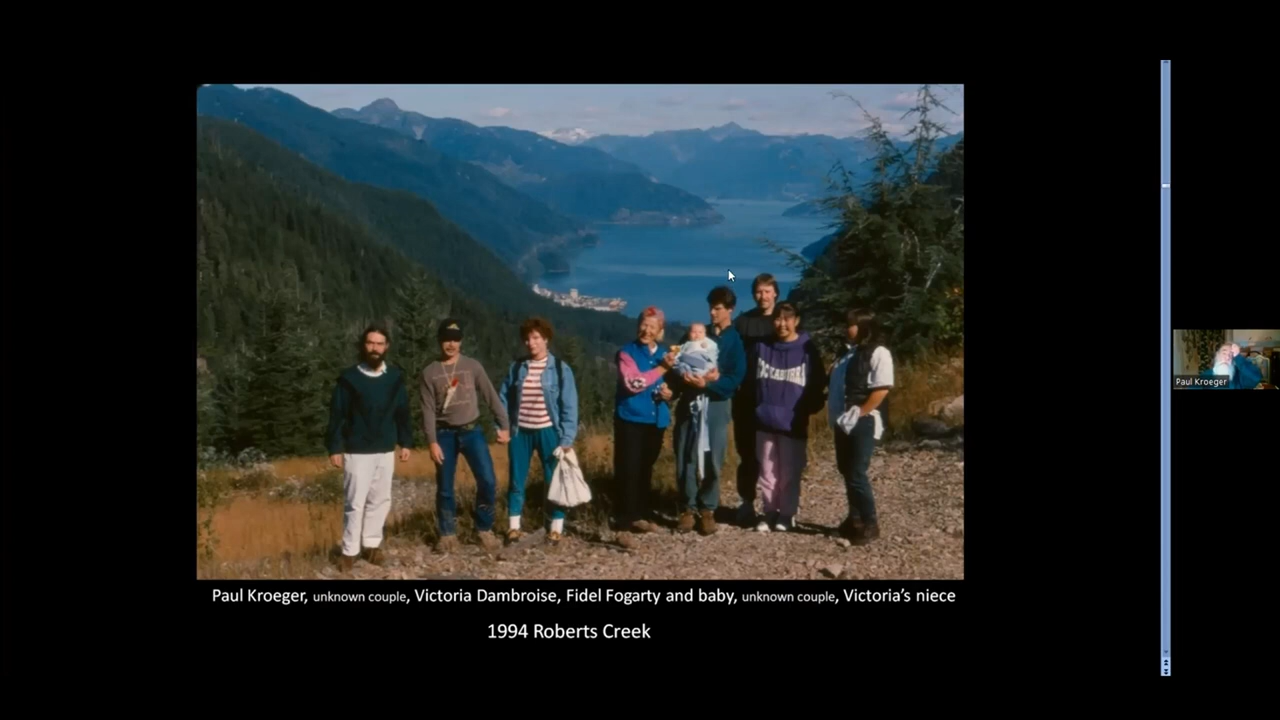 Paul Kroeger, unknown couple, Victoria Dambroise, Fidel Fogarty and baby, unknown couple, Victoria’s niece
1994 Roberts Creek
Paul Kroeger